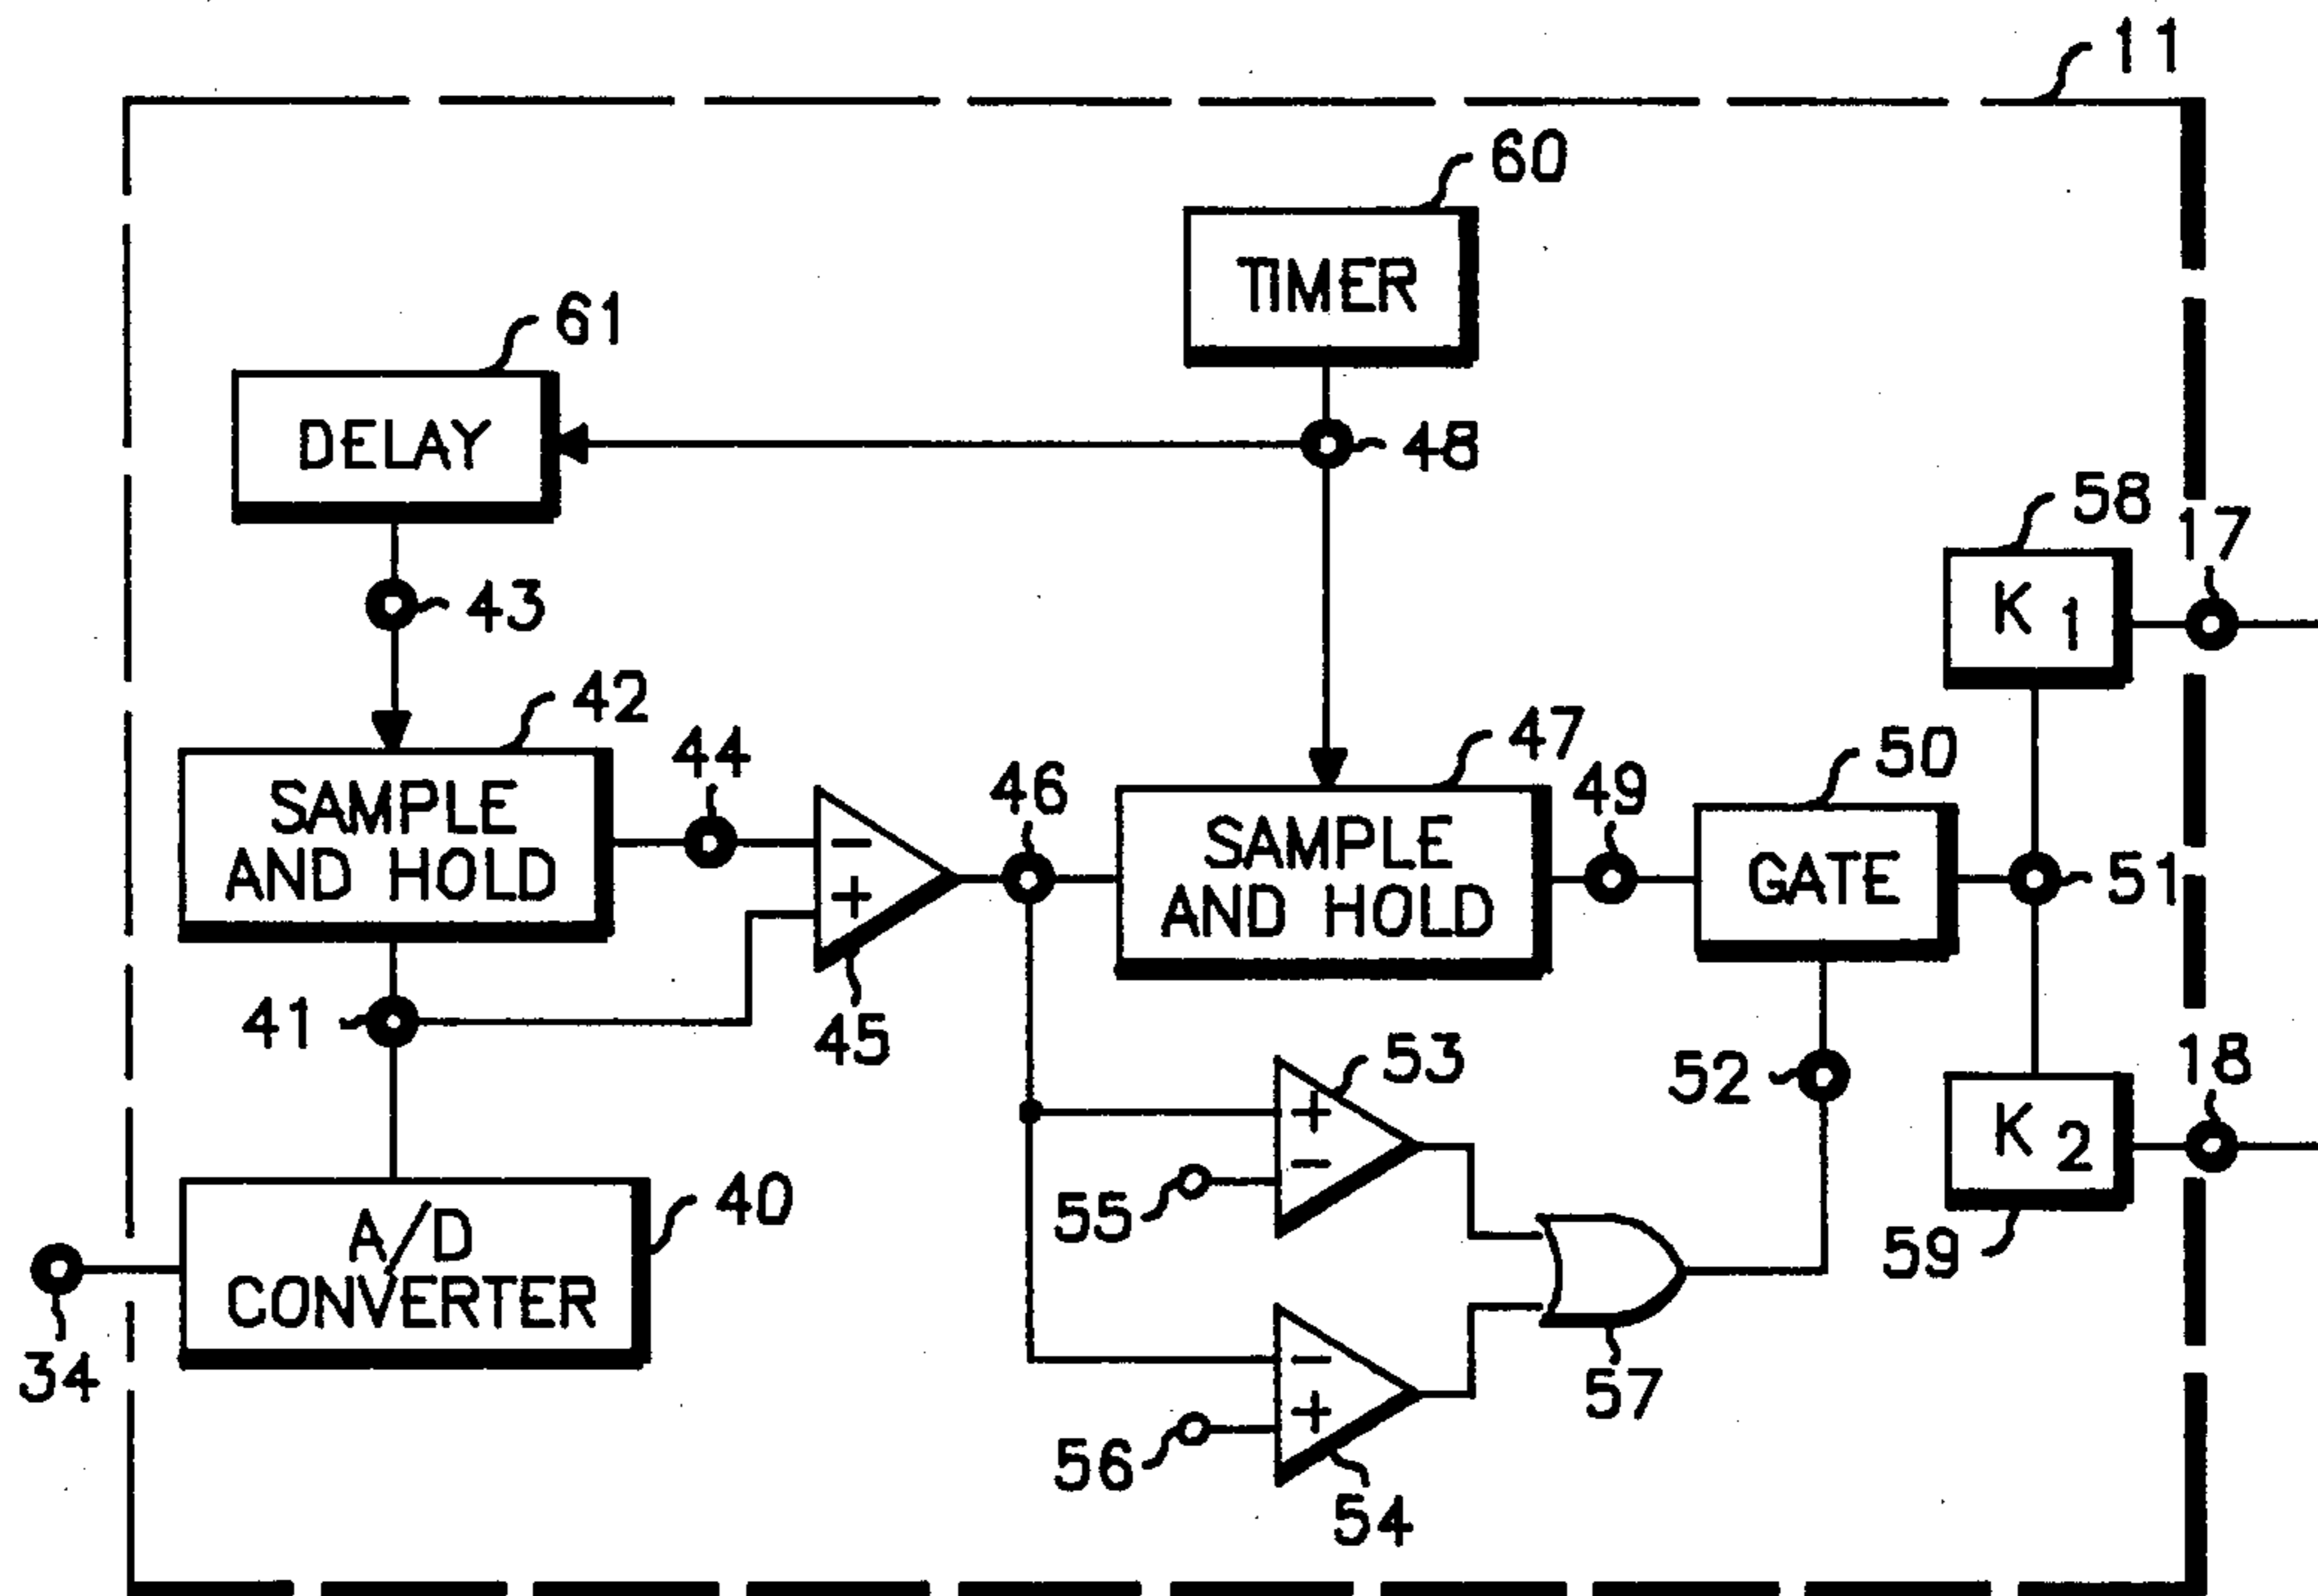 11
60
TIMER
61
DELAY
48
58
17
43
K 1
42
44
47
50
46
49
SAMPLE
AND HOLD
-
+
SAMPLE
AND HOLD
GATE
51
41
45
53
52
18
+
-
K 2
55
40
A/D
CONVERTER
59
34
-
+
57
56
54